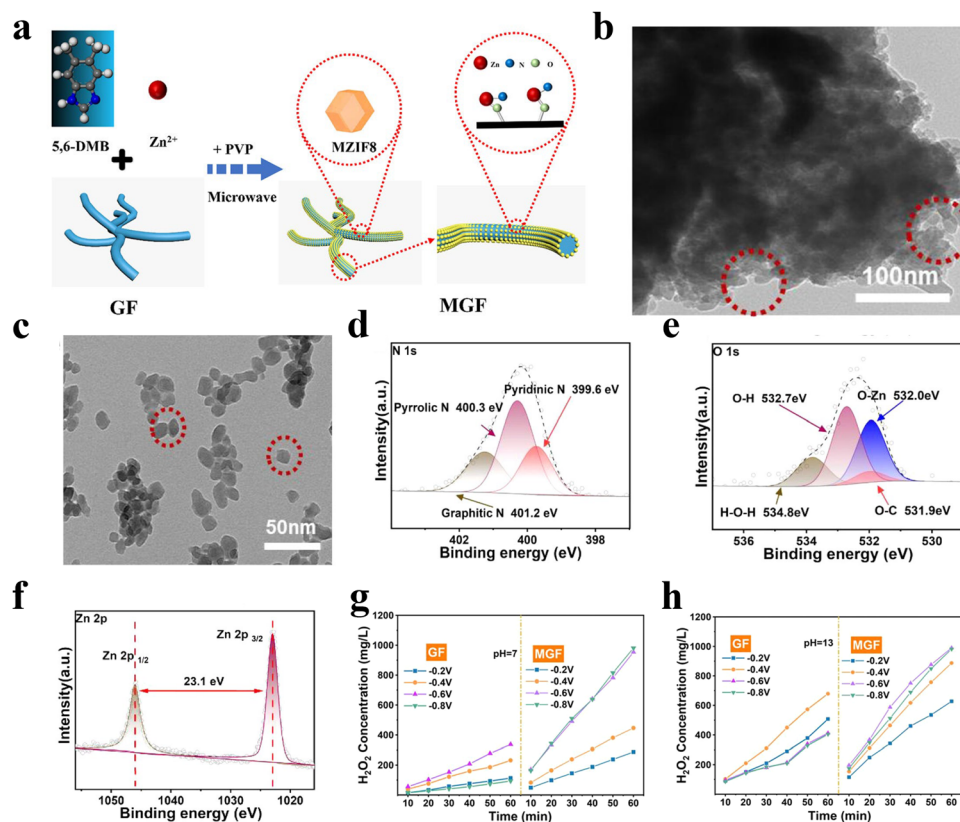 a
5,6-DMB
Zn²⁺
+ PVP
Microwave
GF
MZIF8
Zn N O
MGF
b
100nm
c
50nm
d
N 1s
Pyrrolic N 400.3 eV
Pyridinic N 399.6 eV
Graphitic N 401.2 eV
Intensity(a.u.)
402 400 398
Binding energy (eV)
e
O 1s
O-H 532.7eV
O-Zn 532.0eV
H-O-H 534.8eV
O-C 531.9eV
Intensity(a.u.)
536 534 532 530
Binding energy (eV)
f
Zn 2p
Zn 2p 1/2
Zn 2p 3/2
23.1 eV
Intensity(a.u.)
1050 1040 1030 1020
Binding energy (eV)
g
H₂O₂ Concentration (mg/L)
1200
1000
800
600
400
200
GF
-0.2V
-0.4V
-0.6V
-0.8V
pH=7
MGF
-0.2V
-0.4V
-0.6V
-0.8V
10 20 30 40 50 60 10 20 30 40 50 60
Time (min)
h
H₂O₂ Concentration (mg/L)
1200
1000
800
600
400
200
GF
-0.2V
-0.4V
-0.6V
-0.8V
pH=13
MGF
-0.2V
-0.4V
-0.6V
-0.8V
10 20 30 40 50 60 10 20 30 40 50 60
Time (min)